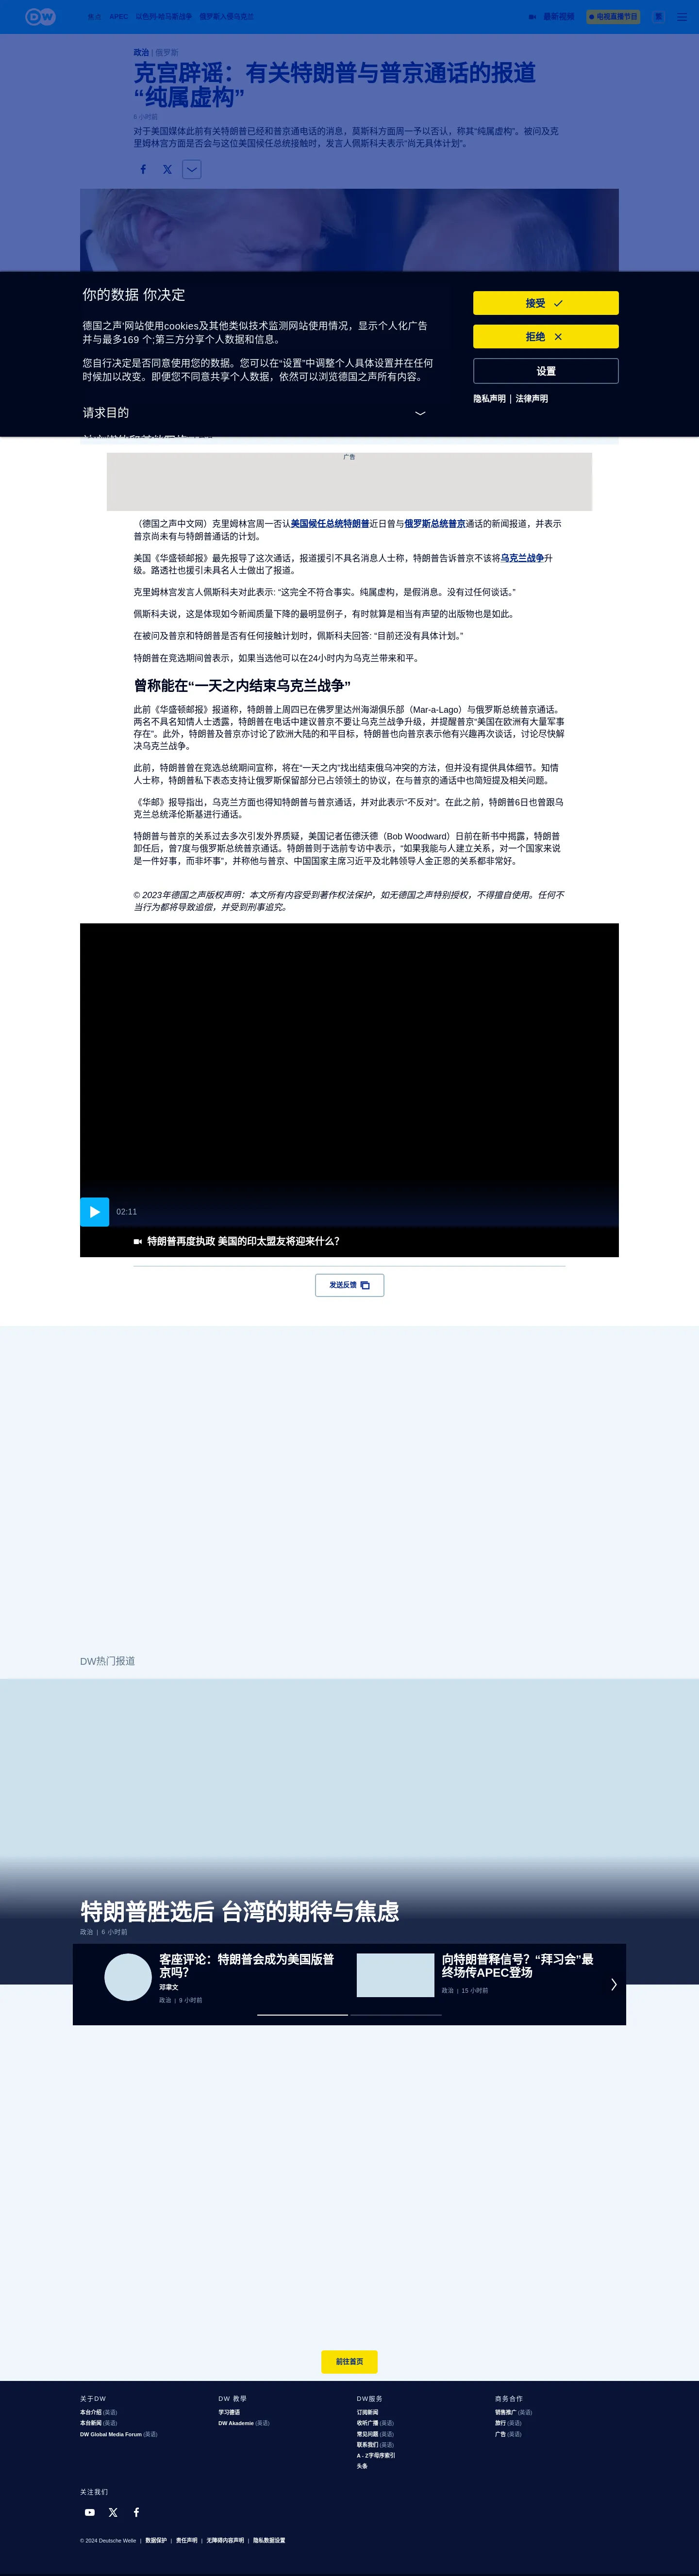 DW
焦点 APEC 以色列-哈马斯战争 俄罗斯入侵乌克兰
最新视频
电视直播节目
政治 | 俄罗斯
克宫辟谣：有关特朗普与普京通话的报道
“纯属虚构”
6 小时前
对于美国媒体此前有关特朗普已经和普京通电话的消息，莫斯科方面周一予以否认，称其“纯属虚构”。被问及克
里姆林宫方面是否会与这位美国候任总统接触时，发言人佩斯科夫表示“尚无具体计划”。
你的数据 你决定
德国之声'网站使用cookies及其他类似技术监测网站使用情况，显示个人化广告
并与最多169 个;第三方分享个人数据和信息。
您自行决定是否同意使用您的数据。您可以在“设置”中调整个人具体设置并在任何
时候加以改变。即便您不同意共享个人数据，依然可以浏览德国之声所有内容。
请求目的
接受
拒绝
设置
隐私声明 | 法律声明
广告
（德国之声中文网）克里姆林宫周一否认美国候任总统特朗普近日曾与俄罗斯总统普京通话的新闻报道，并表示
普京尚未有与特朗普通话的计划。
美国《华盛顿邮报》最先报导了这次通话，报道援引不具名消息人士称，特朗普告诉普京不该将乌克兰战争升
级。路透社也援引未具名人士做出了报道。
克里姆林宫发言人佩斯科夫对此表示: “这完全不符合事实。纯属虚构，是假消息。没有过任何谈话。”
佩斯科夫说，这是体现如今新闻质量下降的最明显例子，有时就算是相当有声望的出版物也是如此。
在被问及普京和特朗普是否有任何接触计划时，佩斯科夫回答: “目前还没有具体计划。”
特朗普在竞选期间曾表示，如果当选他可以在24小时内为乌克兰带来和平。
曾称能在“一天之内结束乌克兰战争”
此前《华盛顿邮报》报道称，特朗普上周四已在佛罗里达州海湖俱乐部（Mar-a-Lago）与俄罗斯总统普京通话。
两名不具名知情人士透露，特朗普在电话中建议普京不要让乌克兰战争升级，并提醒普京“美国在欧洲有大量军事
存在”。此外，特朗普及普京亦讨论了欧洲大陆的和平目标，特朗普也向普京表示他有兴趣再次谈话，讨论尽快解
决乌克兰战争。
此前，特朗普曾在竞选总统期间宣称，将在“一天之内”找出结束俄乌冲突的方法，但并没有提供具体细节。知情
人士称，特朗普私下表态支持让俄罗斯保留部分已占领领土的协议，在与普京的通话中也简短提及相关问题。
《华邮》报导指出，乌克兰方面也得知特朗普与普京通话，并对此表示“不反对”。在此之前，特朗普6日也曾跟乌
克兰总统泽伦斯基进行通话。
特朗普与普京的关系过去多次引发外界质疑，美国记者伍德沃德（Bob Woodward）日前在新书中揭露，特朗普
卸任后，曾7度与俄罗斯总统普京通话。特朗普则于选前专访中表示，“如果我能与人建立关系，对一个国家来说
是一件好事，而非坏事”，并称他与普京、中国国家主席习近平及北韩领导人金正恩的关系都非常好。
© 2023年德国之声版权声明：本文所有内容受到著作权法保护，如无德国之声特别授权，不得擅自使用。任何不
当行为都将导致追偿，并受到刑事追究。
02:11
特朗普再度执政 美国的印太盟友将迎来什么？
发送反馈
DW热门报道
特朗普胜选后 台湾的期待与焦虑
政治 | 6 小时前
客座评论：特朗普会成为美国版普
京吗？
邓聿文
政治 | 9 小时前
向特朗普释信号？“拜习会”最
终场传APEC登场
政治 | 15 小时前
前往首页
关于DW
本台介绍 (英语)
本台新闻 (英语)
DW Global Media Forum (英语)
DW 教學
学习德语
DW Akademie (英语)
DW服务
订阅新闻
收听广播 (英语)
常见问题 (英语)
联系我们 (英语)
A - Z字母序索引
头条
商务合作
销售推广 (英语)
旅行 (英语)
广告 (英语)
关注我们
© 2024 Deutsche Welle | 数据保护 | 责任声明 | 无障碍内容声明 | 隐私数据设置